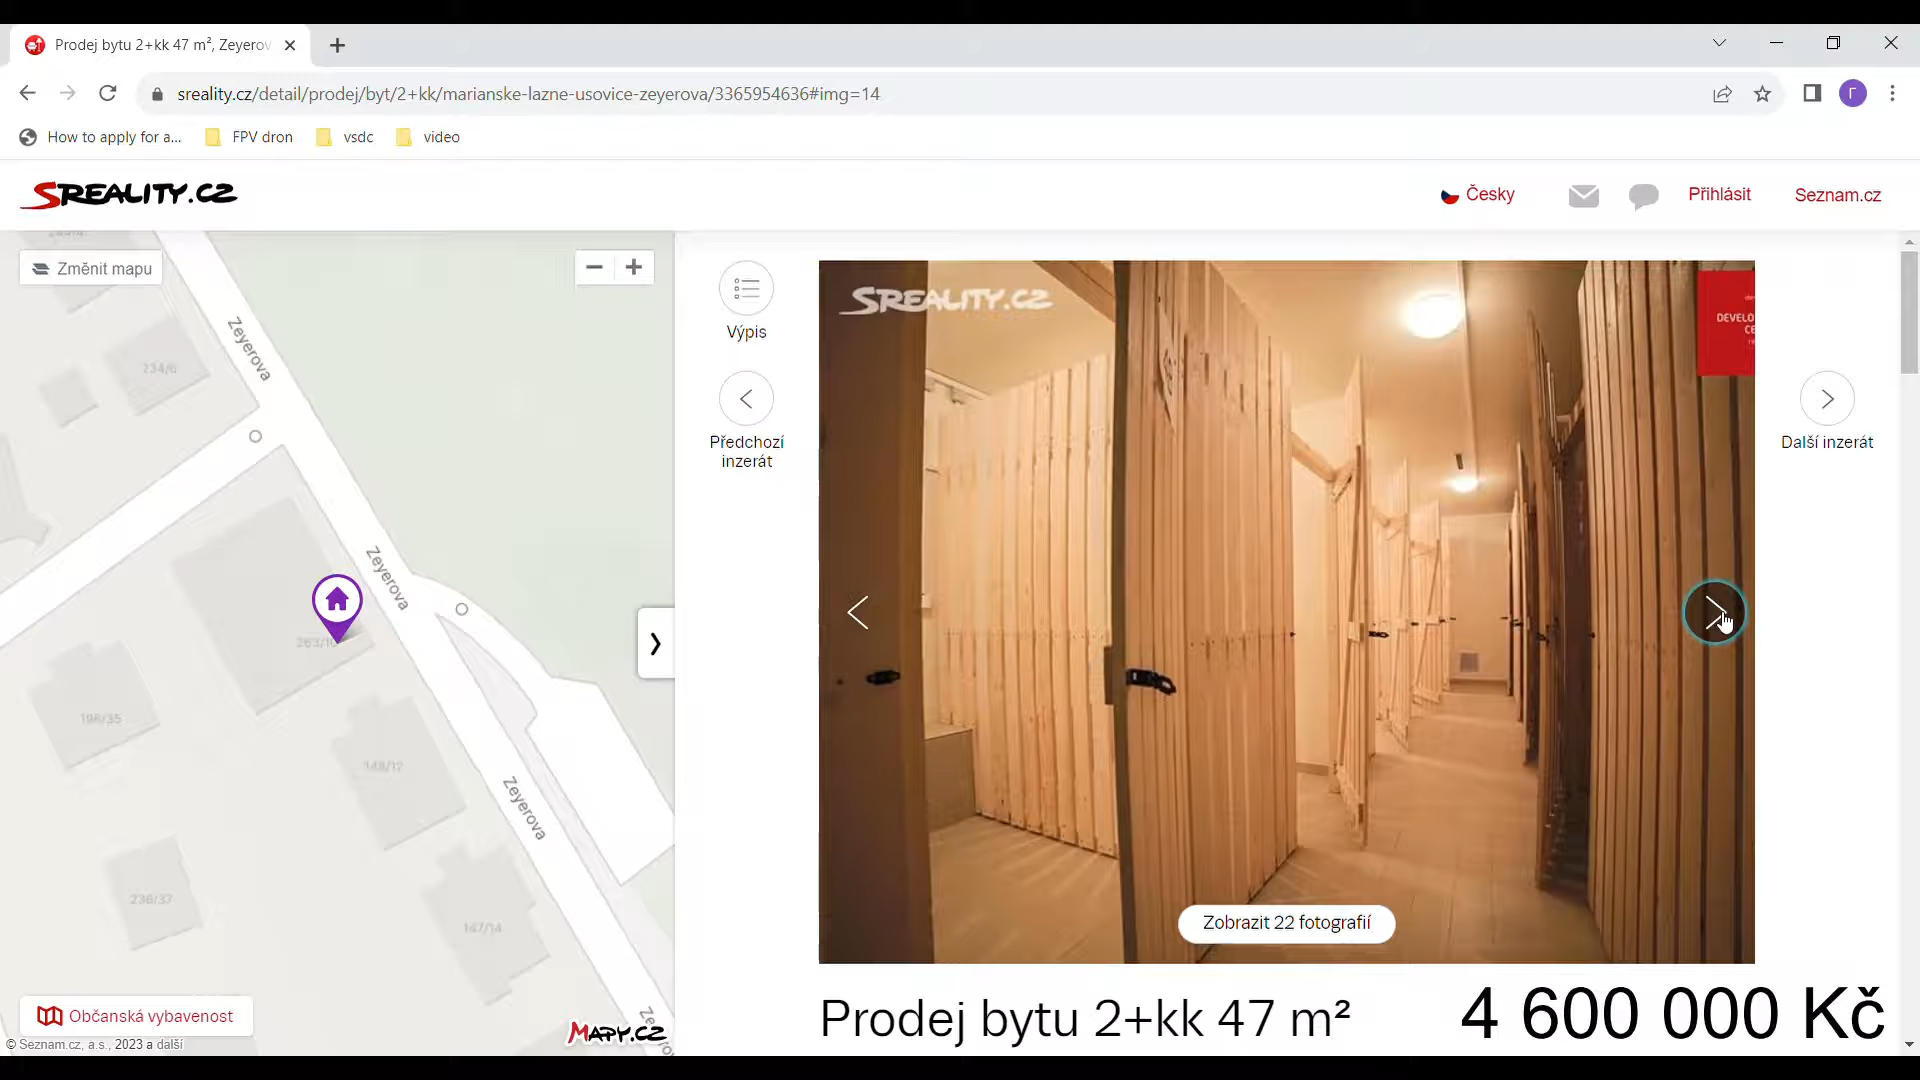 Prodej bytu 2+kk 47 m², Zeyerov
sreality.cz/detail/prodej/byt/2+kk/marianske-lazne-usovice-zeyerova/3365954636#img=14
Г
How to apply for a...
FPV dron
vsdc
video
SREALITY.CZ
Česky
Přihlásit
Seznam.cz
Změnit mapu
Zeyerova
234/6
Zeyerova
263/10
196/35
148/12
Zeyerova
236/37
147/14
Občanská vybavenost
MAPY.CZ
© Seznam.cz, a.s., 2023 a další
Výpis
Předchozí
inzerát
SREALITY.CZ
DEVELO
CE
Další inzerát
Zobrazit 22 fotografií
Prodej bytu 2+kk 47 m²
4 600 000 Kč